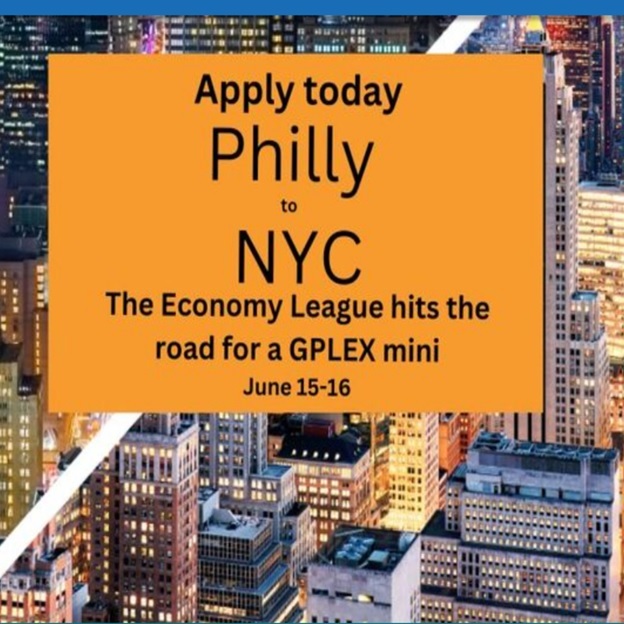 Apply today
Philly
to
NYC
The Economy League hits the
road for a GPLEX mini
June 15-16